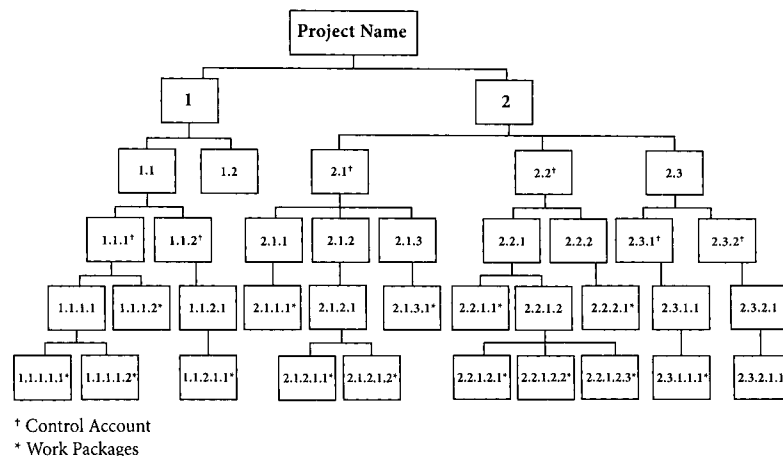 Project Name
1 2
1.1 1.2 2.1† 2.2† 2.3
1.1.1† 1.1.2† 2.1.1 2.1.2 2.1.3 2.2.1 2.2.2 2.3.1† 2.3.2†
1.1.1.1 1.1.1.2* 1.1.2.1 2.1.1.1* 2.1.2.1 2.1.3.1* 2.2.1.1* 2.2.1.2 2.2.2.1* 2.3.1.1 2.3.2.1
1.1.1.1.1* 1.1.1.1.2* 1.1.2.1.1* 2.1.2.1.1* 2.1.2.1.2* 2.2.1.2.1* 2.2.1.2.2* 2.2.1.2.3* 2.3.1.1.1* 2.3.2.1.1
† Control Account
* Work Packages